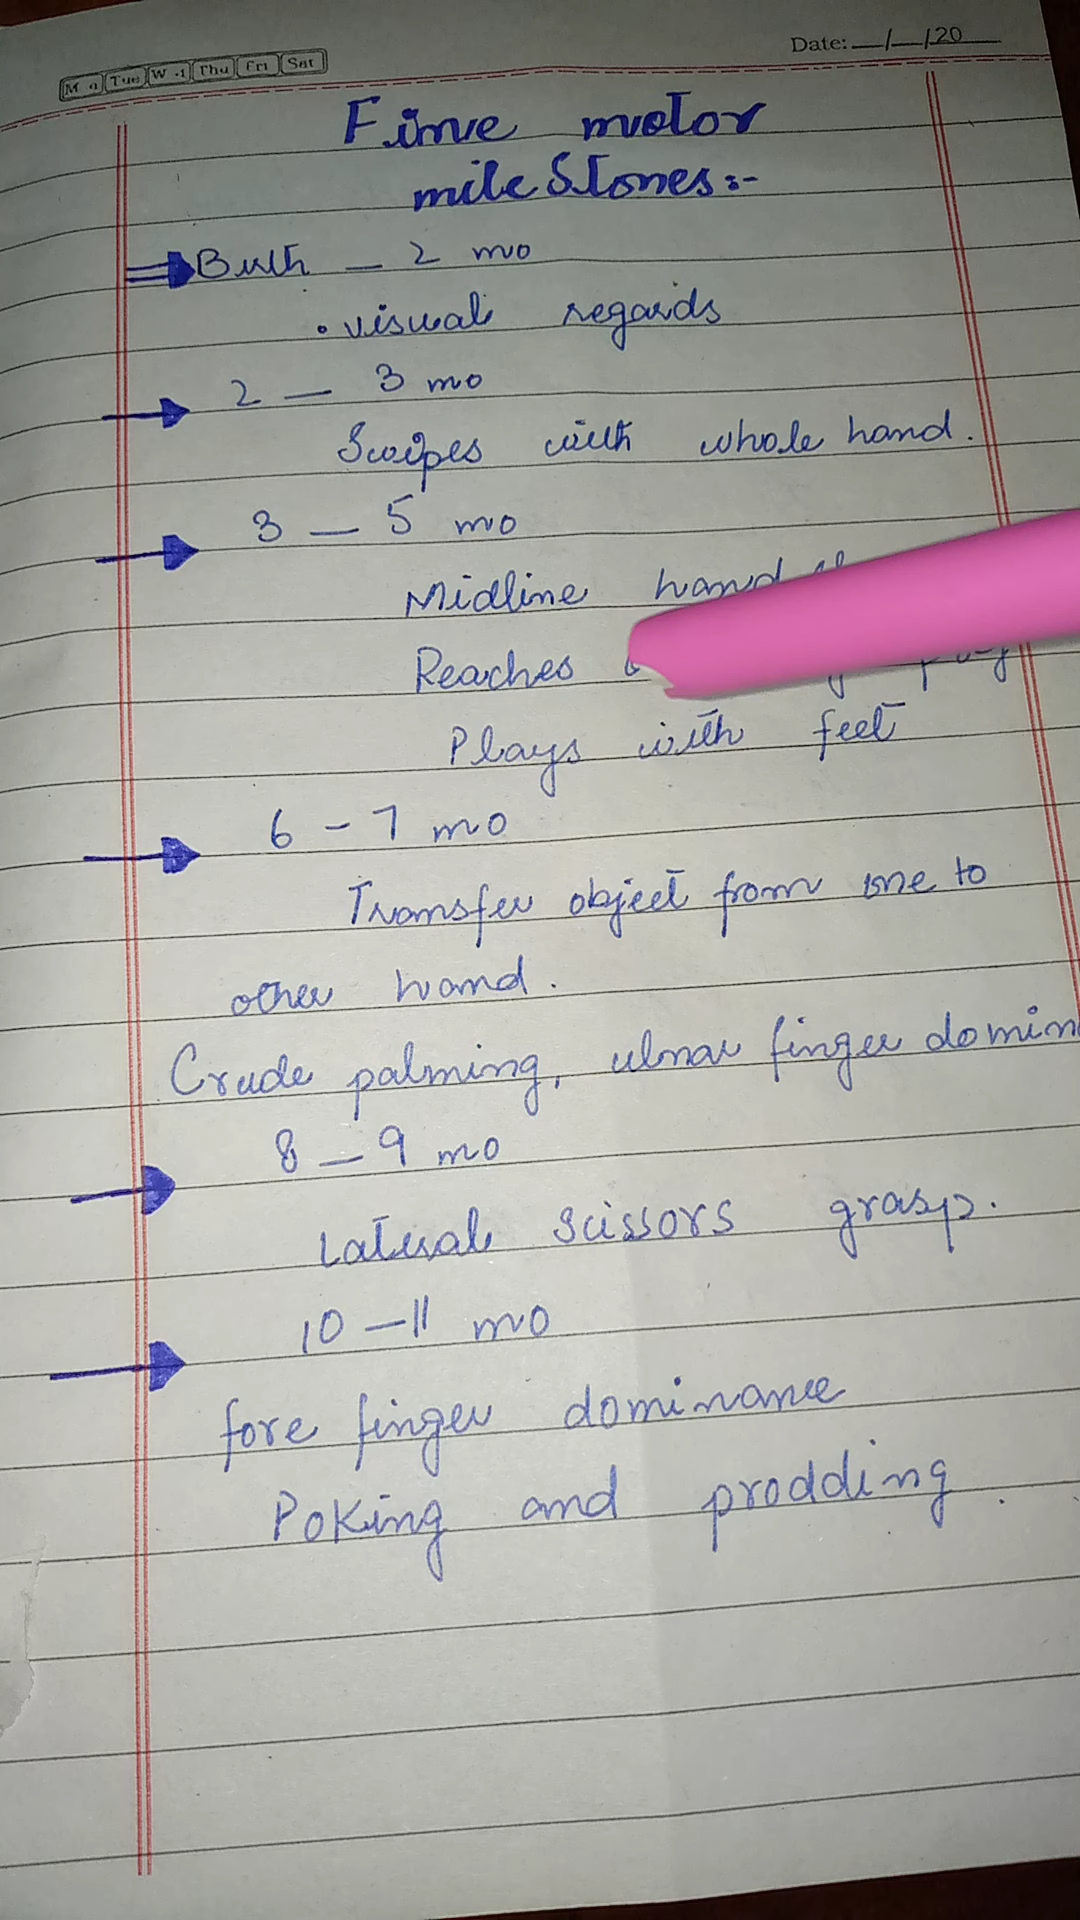 Date: __/__/20__
Tue Thu Fri Sat
Fine motor
mile Stones:-
Birth — 2 mo
• visual regards
2 — 3 mo
Swipes with whole hand.
3 — 5 mo
Midline hand
Reaches
Plays with feet
6 - 7 mo
Transfer object from one to
other hand.
Crude palming, ulnar finger domin
8 — 9 mo
Lateral scissors grasp.
10 — 11 mo
fore finger dominance
Poking and prodding